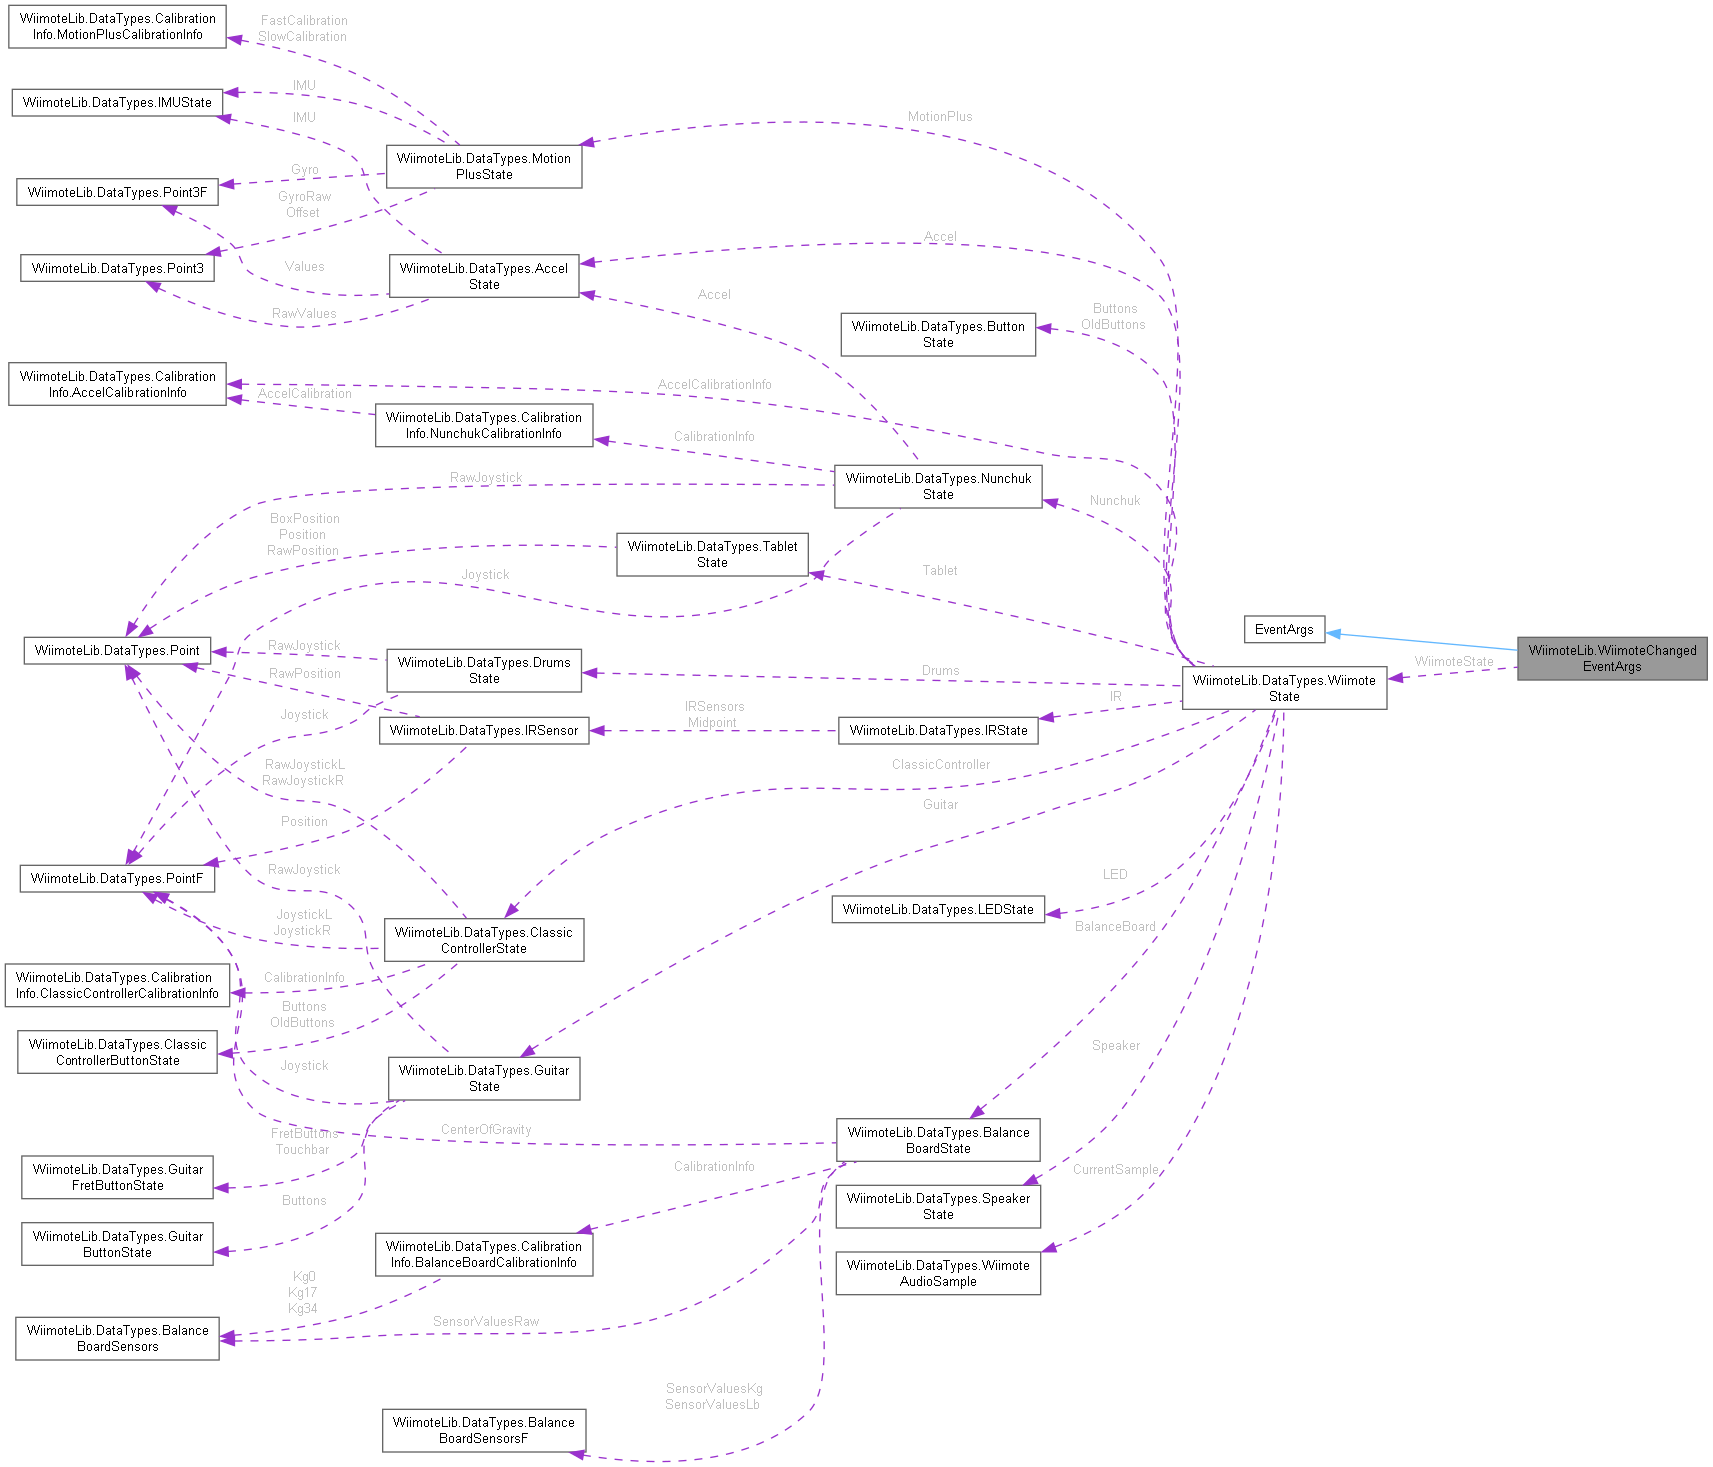 WiimoteLib.DataTypes.Calibration
Info.MotionPlusCalibrationInfo
FastCalibration
SlowCalibration
IMU
WiimoteLib.DataTypes.IMUState
IMU
MotionPlus
WiimoteLib.DataTypes.Motion
PlusState
Gyro
WiimoteLib.DataTypes.Point3F
GyroRaw
Offset
Accel
WiimoteLib.DataTypes.Point3
Values
WiimoteLib.DataTypes.Accel
State
RawValues
Accel
Buttons
OldButtons
WiimoteLib.DataTypes.Button
State
WiimoteLib.DataTypes.Calibration
Info.AccelCalibrationInfo
AccelCalibration
AccelCalibrationInfo
WiimoteLib.DataTypes.Calibration
Info.NunchukCalibrationInfo
CalibrationInfo
WiimoteLib.DataTypes.Nunchuk
State
Nunchuk
RawJoystick
BoxPosition
Position
RawPosition
WiimoteLib.DataTypes.Tablet
State
Tablet
Joystick
WiimoteLib.DataTypes.Point
RawJoystick
RawPosition
WiimoteLib.DataTypes.Drums
State
Drums
EventArgs
WiimoteLib.WiimoteChanged
EventArgs
WiimoteState
WiimoteLib.DataTypes.Wiimote
State
IR
Joystick
WiimoteLib.DataTypes.IRSensor
IRSensors
Midpoint
WiimoteLib.DataTypes.IRState
RawJoystickL
RawJoystickR
ClassicController
Guitar
Position
WiimoteLib.DataTypes.PointF
RawJoystick
LED
JoystickL
JoystickR
WiimoteLib.DataTypes.Classic
ControllerState
WiimoteLib.DataTypes.LEDState
BalanceBoard
WiimoteLib.DataTypes.Calibration
Info.ClassicControllerCalibrationInfo
CalibrationInfo
Buttons
OldButtons
WiimoteLib.DataTypes.Classic
ControllerButtonState
Joystick
WiimoteLib.DataTypes.Guitar
State
Speaker
FretButtons
Touchbar
CenterOfGravity
WiimoteLib.DataTypes.Balance
BoardState
WiimoteLib.DataTypes.Guitar
FretButtonState
CalibrationInfo
CurrentSample
Buttons
WiimoteLib.DataTypes.Speaker
State
WiimoteLib.DataTypes.Guitar
ButtonState
WiimoteLib.DataTypes.Calibration
Info.BalanceBoardCalibrationInfo
WiimoteLib.DataTypes.Wiimote
AudioSample
Kg0
Kg17
Kg34
WiimoteLib.DataTypes.Balance
BoardSensors
SensorValuesRaw
SensorValuesKg
SensorValuesLb
WiimoteLib.DataTypes.Balance
BoardSensorsF